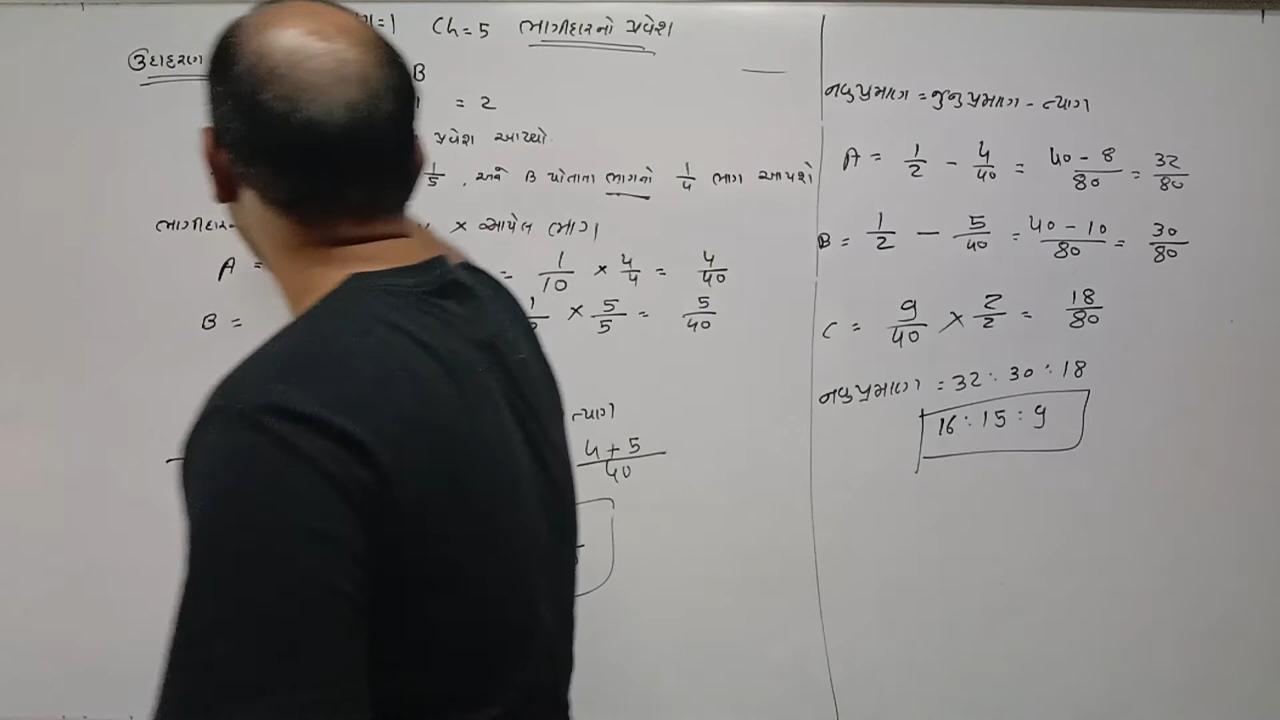 =1 Ch=5 ભાગીદારનો પ્રવેશ
ઉદાહરણ B
= 2
પ્રવેશ આપ્યો.
1/5 , અને B પોતાના ભાગનો 1/4 ભાગ આપશે
ભાગીદાર × આપેલ ભાગ
A = = 1/10 × 4/4 = 4/40
B = × 5/5 = 5/40
ત્યાગ
4+5/40
નવુ પ્રમાણ = જુનુ પ્રમાણ - ત્યાગ
A = 1/2 - 4/40 = 40-8/80 = 32/80
B = 1/2 - 5/40 = 40-10/80 = 30/80
C = 9/40 × 2/2 = 18/80
નવુ પ્રમાણ = 32 : 30 : 18
16 : 15 : 9